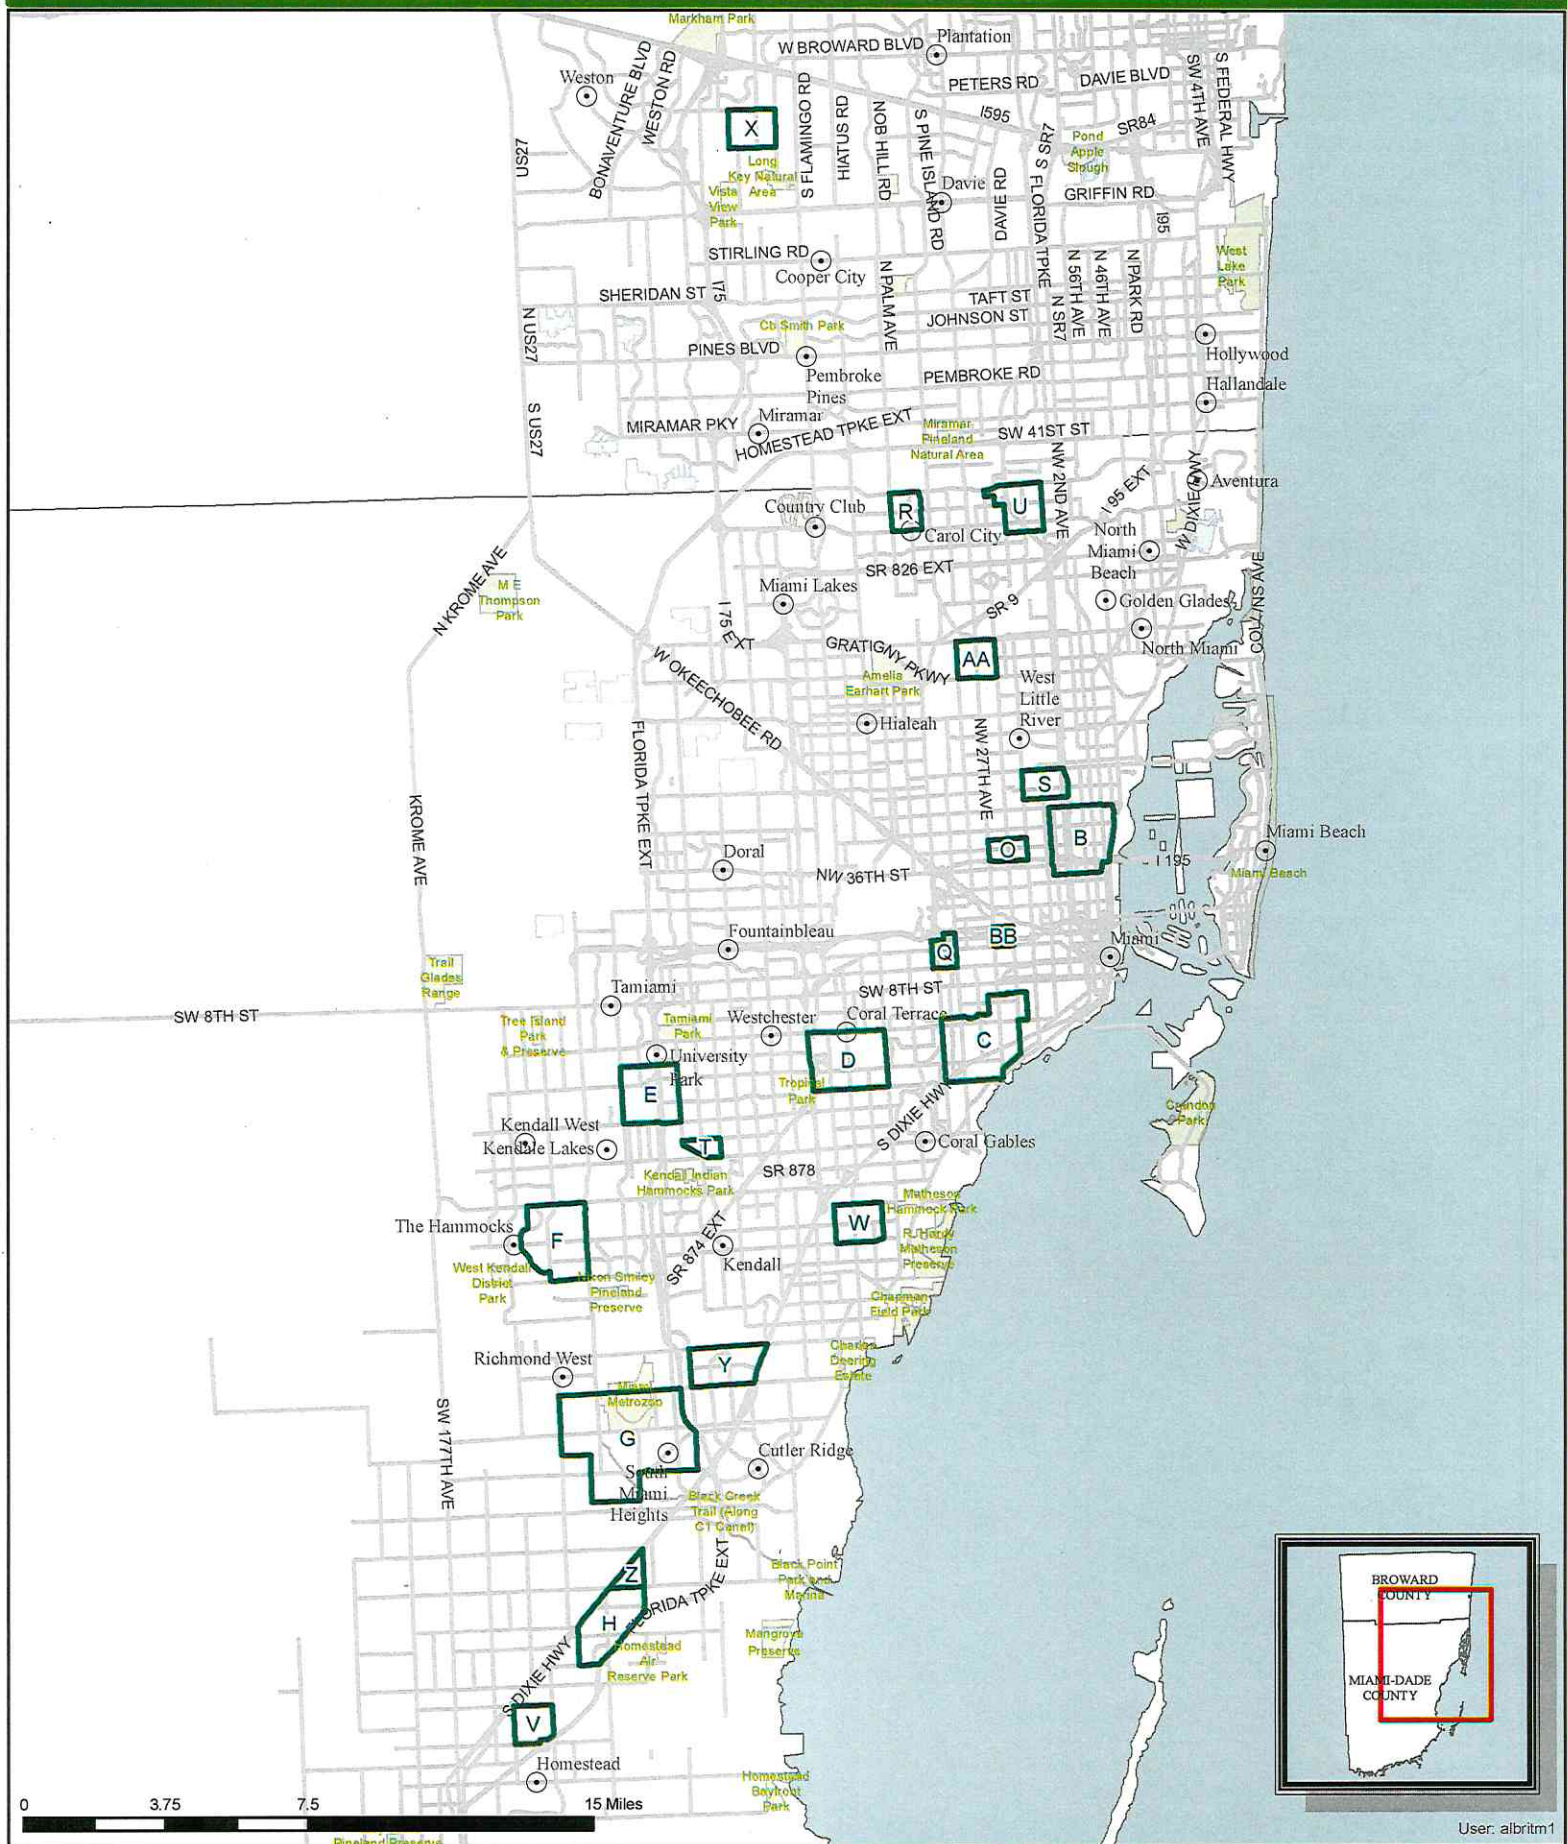 Markham Park
W BROWARD BLVD
Plantation
Weston
BONAVENTURE BLVD
WESTON RD
PETERS RD
DAVIE BLVD
SW 4TH AVE
S FEDERAL HWY
X
S FLAMINGO RD
HIATUS RD
NOB HILL RD
S PINE ISLAND RD
I595
S SR7
SR84
Pond
Apple
Slough
US27
Long
Key Natural
Area
Vista
View
Park
Davie
DAVIE RD
GRIFFIN RD
FLORIDA TPKE
I95
STIRLING RD
Cooper City
West
Lake
Park
SHERIDAN ST
I75
N PALM AVE
TAFT ST
JOHNSON ST
N SR7
N 56TH AVE
N 46TH AVE
N PARK RD
N US27
Cb Smith Park
PINES BLVD
Hollywood
Pembroke
Pines
PEMBROKE RD
Hallandale
S US27
MIRAMAR PKY
Miramar
HOMESTEAD TPKE EXT
Miramar
Pineland
Natural Area
SW 41ST ST
NW 2ND AVE
I 95 EXT
W DIXIE HWY
Aventura
Country Club
R
U
Carol City
North
Miami
Beach
SR 826 EXT
N KROME AVE
M E
Thompson
Park
Miami Lakes
SR 9
Golden Glades
COLLINS AVE
I 75 EXT
North Miami
GRATIGNY PKWY
AA
W OKEECHOBEE RD
Amelia
Earhart Park
West
Little
River
Hialeah
FLORIDA TPKE EXT
NW 27TH AVE
S
KROME AVE
B
O
Miami Beach
Doral
I 195
NW 36TH ST
Miami Beach
Fountainbleau
BB
Q
Miami
Trail
Glades
Range
Tamiami
SW 8TH ST
SW 8TH ST
Tree Island
Park
& Preserve
Tamiami
Park
Westchester
Coral Terrace
C
University
Park
D
E
Tropical
Park
S DIXIE HWY
Crandon
Park
Kendall West
Kendale Lakes
T
Coral Gables
SR 878
Kendall Indian
Hammocks Park
Matheson
Hammock Park
The Hammocks
F
W
SR 874 EXT
Kendall
R. Hardy
Matheson
Preserve
West Kendall
District
Park
Nixon Smiley
Pineland
Preserve
Chapman
Field Park
Richmond West
Y
Charles
Deering
Estate
Miami
Metrozoo
SW 177TH AVE
G
Cutler Ridge
South
Miami
Heights
Black Creek
Trail (Along
C1 Canal)
Z
FLORIDA TPKE EXT
Black Point
Park and
Marina
H
Homestead
Air
Reserve Park
Mangrove
Preserve
S DIXIE HWY
V
Homestead
Homestead
Bayfront
Park
BROWARD
COUNTY
MIAMI-DADE
COUNTY
0
3.75
7.5
15 Miles
Pineland Preserve
User: albritm1